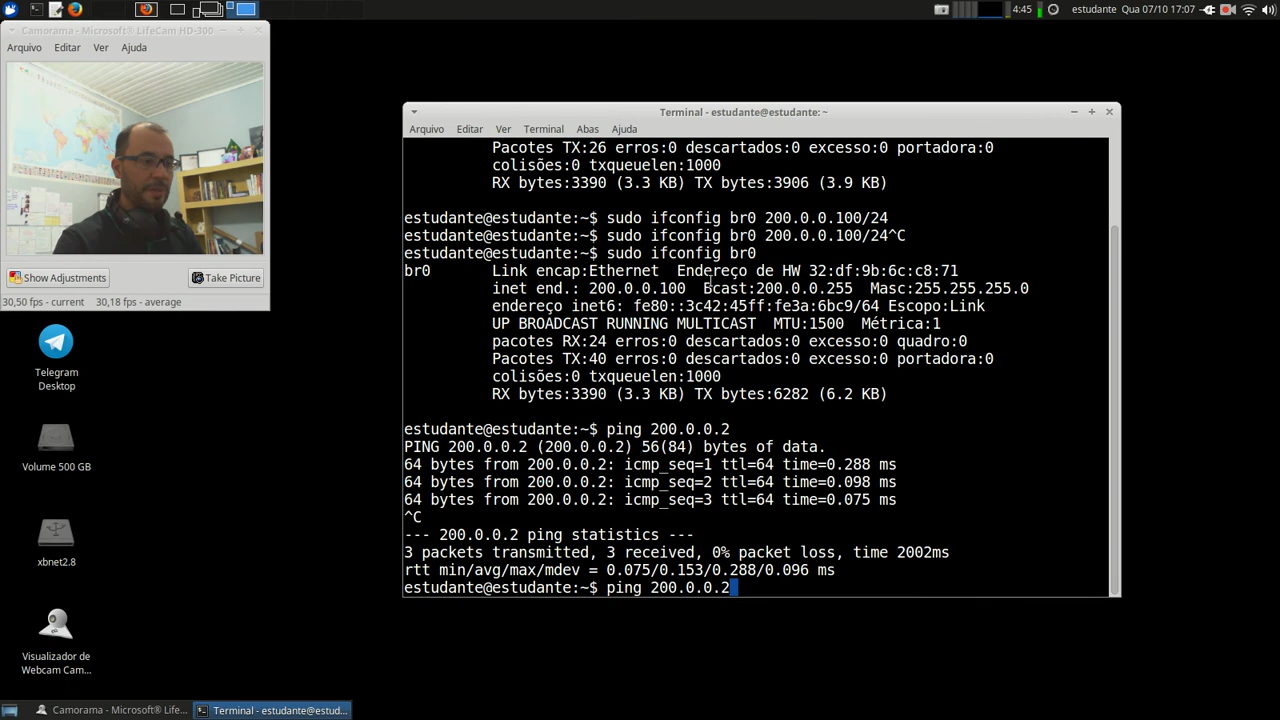 4:45
estudante Qua 07/10 17:07
Camorama - Microsoft® LifeCam HD-300
Arquivo Editar Ver Ajuda
Show Adjustments
Take Picture
30,50 fps - current 30,18 fps - average
Telegram
Desktop
Volume 500 GB
xbnet2.8
Visualizador de
Webcam Cam...
Terminal - estudante@estudante: ~
Arquivo Editar Ver Terminal Abas Ajuda
Pacotes TX:26 erros:0 descartados:0 excesso:0 portadora:0
colisões:0 txqueuelen:1000
RX bytes:3390 (3.3 KB) TX bytes:3906 (3.9 KB)
estudante@estudante:~$ sudo ifconfig br0 200.0.0.100/24
estudante@estudante:~$ sudo ifconfig br0 200.0.0.100/24^C
estudante@estudante:~$ sudo ifconfig br0
br0 Link encap:Ethernet Endereço de HW 32:df:9b:6c:c8:71
inet end.: 200.0.0.100 Bcast:200.0.0.255 Masc:255.255.255.0
endereço inet6: fe80::3c42:45ff:fe3a:6bc9/64 Escopo:Link
UP BROADCAST RUNNING MULTICAST MTU:1500 Métrica:1
pacotes RX:24 erros:0 descartados:0 excesso:0 quadro:0
Pacotes TX:40 erros:0 descartados:0 excesso:0 portadora:0
colisões:0 txqueuelen:1000
RX bytes:3390 (3.3 KB) TX bytes:6282 (6.2 KB)
estudante@estudante:~$ ping 200.0.0.2
PING 200.0.0.2 (200.0.0.2) 56(84) bytes of data.
64 bytes from 200.0.0.2: icmp_seq=1 ttl=64 time=0.288 ms
64 bytes from 200.0.0.2: icmp_seq=2 ttl=64 time=0.098 ms
64 bytes from 200.0.0.2: icmp_seq=3 ttl=64 time=0.075 ms
^C
--- 200.0.0.2 ping statistics ---
3 packets transmitted, 3 received, 0% packet loss, time 2002ms
rtt min/avg/max/mdev = 0.075/0.153/0.288/0.096 ms
estudante@estudante:~$ ping 200.0.0.2
Camorama - Microsoft® LifeCa...
Terminal - estudante@estud...